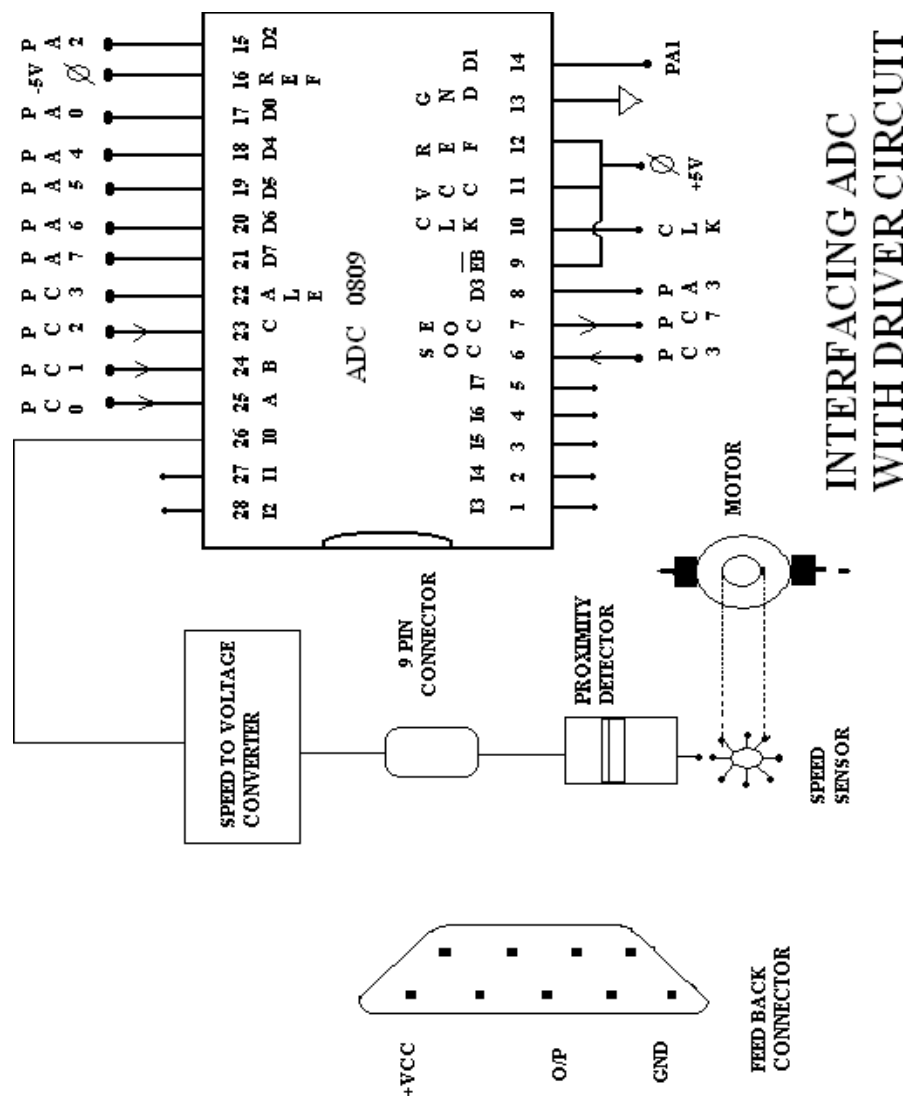 PC0 PC1 PC2 PC3 PA7 PA6 PA5 PA4 PA0 -5V PA2
28 27 26 25 24 23 22 21 20 19 18 17 16 15
I2 I1 I0 A B C ALE D7 D6 D5 D4 D0 REF D2
SPEED TO VOLTAGE
CONVERTER
ADC 0809
9 PIN
CONNECTOR
I3 I4 I5 I6 I7 SOC EOC D3 E̅B̅ CLK VCC REF GND D1
1 2 3 4 5 6 7 8 9 10 11 12 13 14
PC3 PC7 PA3 CLK +5V PA1
PROXIMITY
DETECTOR
MOTOR
SPEED
SENSOR
+VCC
O/P
GND
FEED BACK
CONNECTOR
INTERFACING ADC
WITH DRIVER CIRCUIT